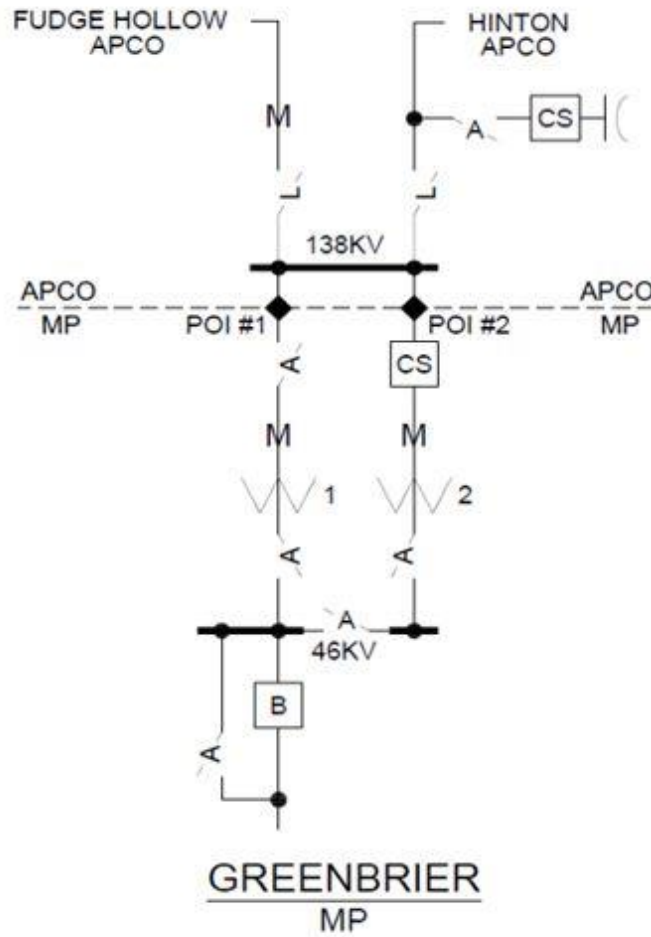 FUDGE HOLLOW
APCO
HINTON
APCO
M
A
CS
L
L
138KV
APCO
APCO
MP
POI #1
POI #2
MP
A
CS
M
M
1
2
A
A
A
46KV
B
A
GREENBRIER
MP